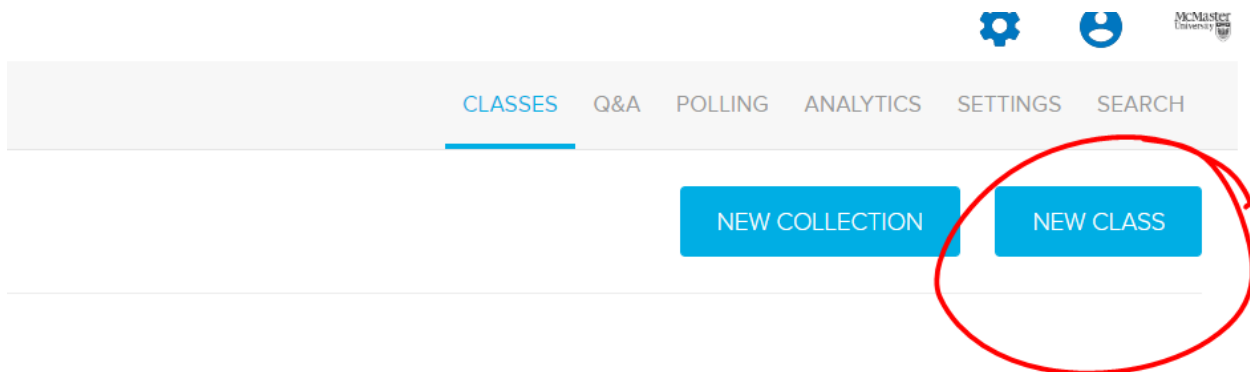 McMaster
University
CLASSES Q&A POLLING ANALYTICS SETTINGS SEARCH
NEW COLLECTION NEW CLASS